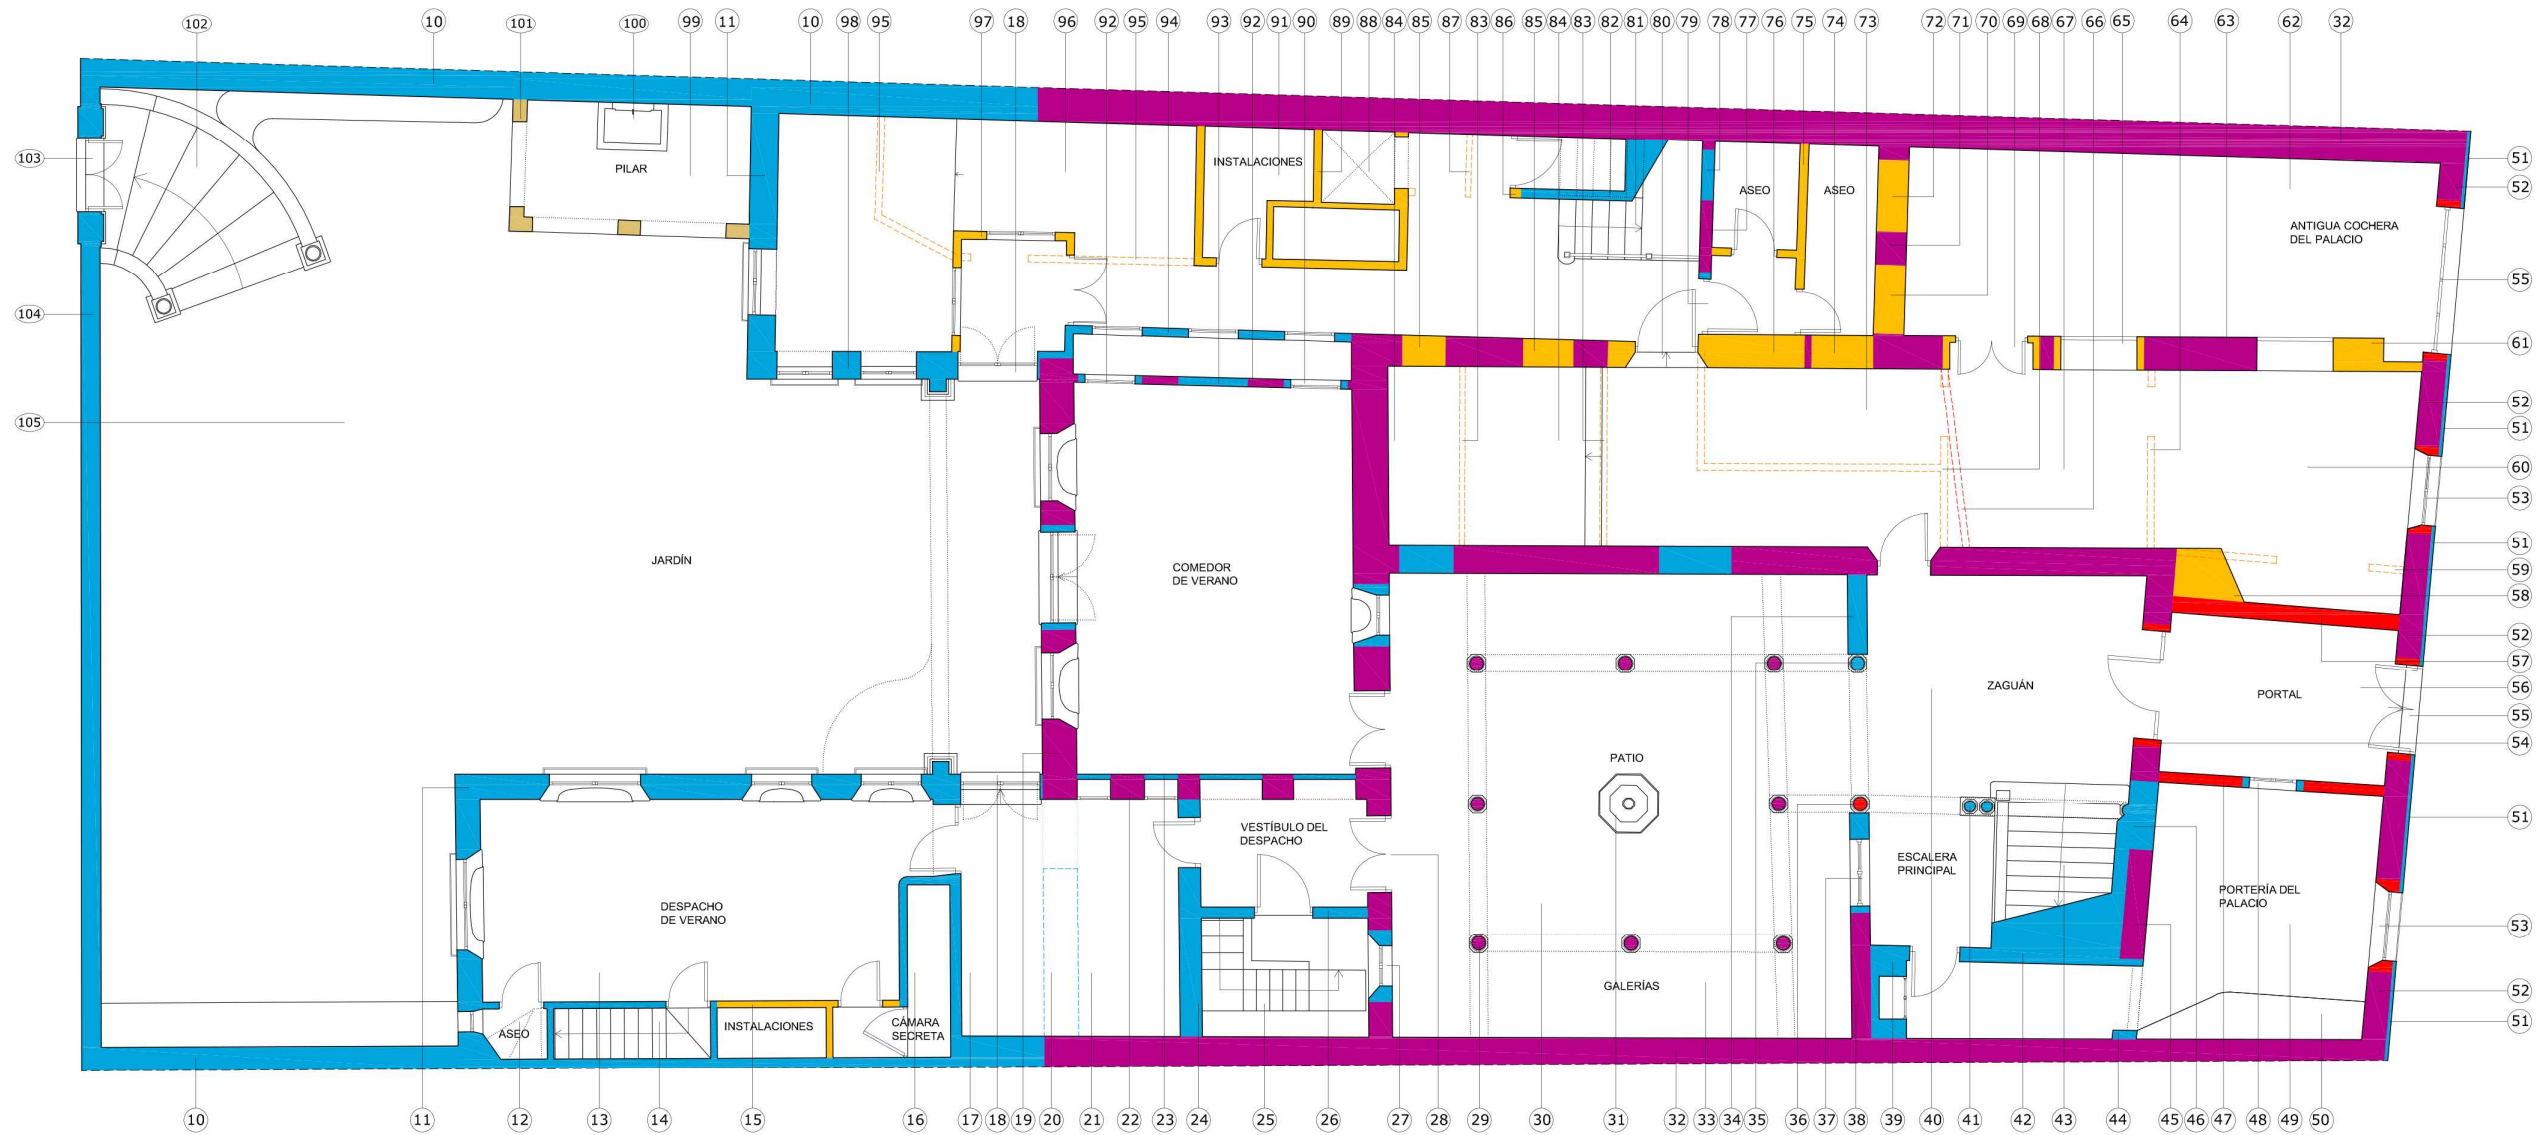 102 10 101 100 99 11 10 98 95 97 18 96 92 95 94 93 92 91 90 89 88 84 85 87 83 86 85 84 83 82 81 80 79 78 77 76 75 74 73 72 71 70 69 68 67 66 65 64 63 62 32
103
51
INSTALACIONES
PILAR
52
ASEO ASEO
ANTIGUA COCHERA
DEL PALACIO
55
104
61
52
105
51
60
53
51
JARDÍN
COMEDOR
DE VERANO
59
58
52
57
ZAGUÁN
56
PORTAL
55
54
PATIO
51
VESTÍBULO DEL
DESPACHO
ESCALERA
PRINCIPAL
PORTERÍA DEL
PALACIO
DESPACHO
DE VERANO
53
GALERÍAS
52
51
ASEO
INSTALACIONES
CÁMARA
SECRETA
10 11 12 13 14 15 16 17 18 19 20 21 22 23 24 25 26 27 28 29 30 31 32 33 34 35 36 37 38 39 40 41 42 43 44 45 46 47 48 49 50